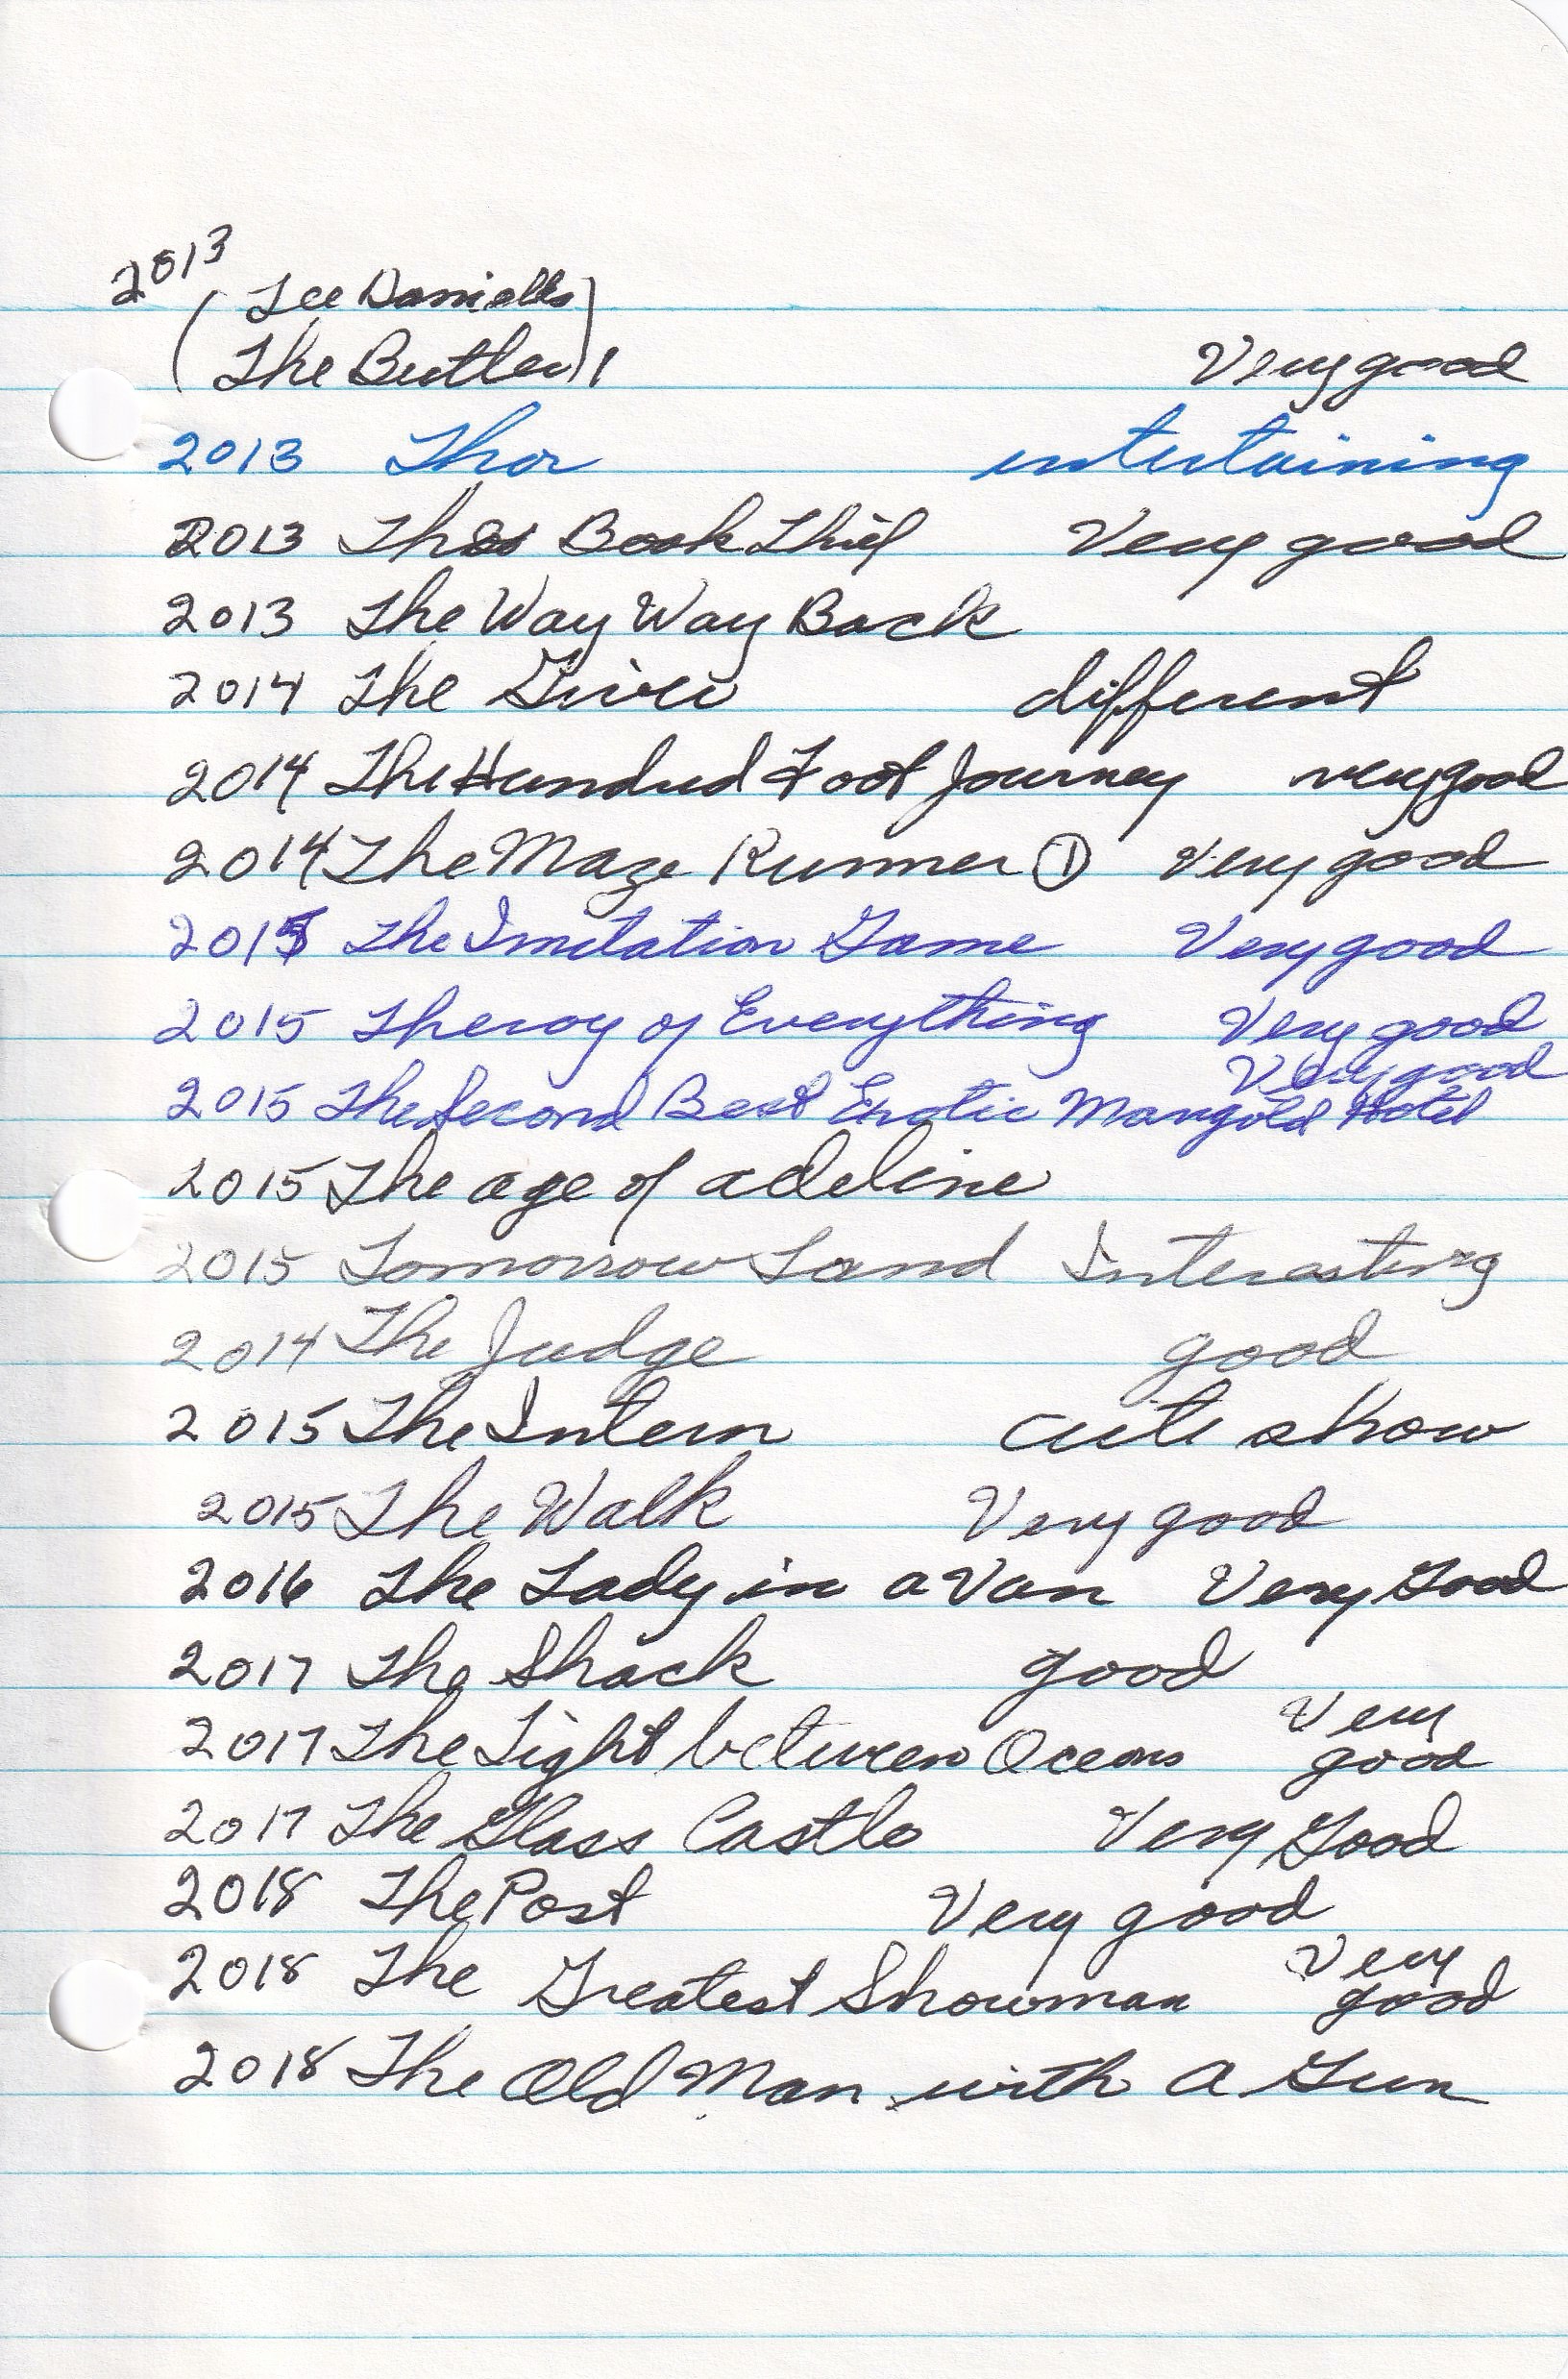 2013
(Lee Danielks)
(The Butler) Very good
2013 Thor entertaining
2013 The Book Thief Very good
2013 The Way Way Back
2014 The Giver different
2014 The Hundred Foot Journey very good
2014 The Maze Runner ① Very good
2015 The Imitation Game Very good
2015 Theroy of Everything Very good
Very good
2015 The Second Best Exotic Mangold Hotel
2015 The age of adeline
2015 Tomorrow Land Interesting
2014 The Judge good
2015 The Intern cute show
2015 The Walk Very good
2016 The Lady in a Van Very Good
2017 The Shack good
2017 The Light between Oceans Very
good
2017 The Glass Castle Very Good
2018 The Post Very good
2018 The Greatest Showman Very
good
2018 The Old Man with a Gun